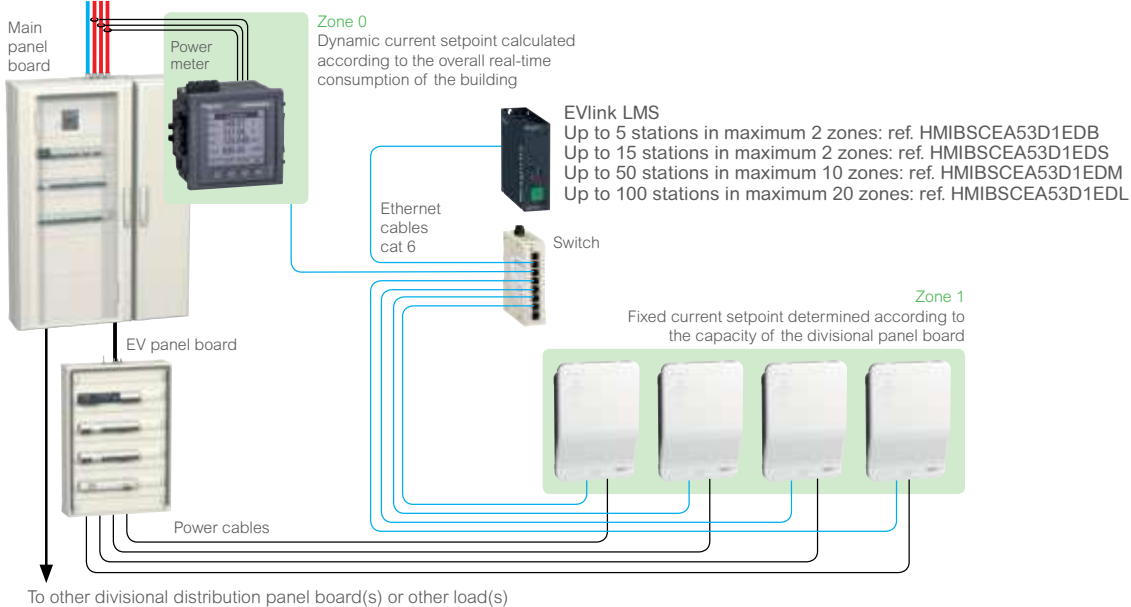 Main
panel
board
Power
meter
Zone 0
Dynamic current setpoint calculated
according to the overall real-time
consumption of the building
EVlink LMS
Up to 5 stations in maximum 2 zones: ref. HMIBSCEA53D1EDB
Up to 15 stations in maximum 2 zones: ref. HMIBSCEA53D1EDS
Up to 50 stations in maximum 10 zones: ref. HMIBSCEA53D1EDM
Up to 100 stations in maximum 20 zones: ref. HMIBSCEA53D1EDL
Ethernet
cables
cat 6
Switch
Zone 1
Fixed current setpoint determined according to
the capacity of the divisional panel board
EV panel board
Power cables
To other divisional distribution panel board(s) or other load(s)